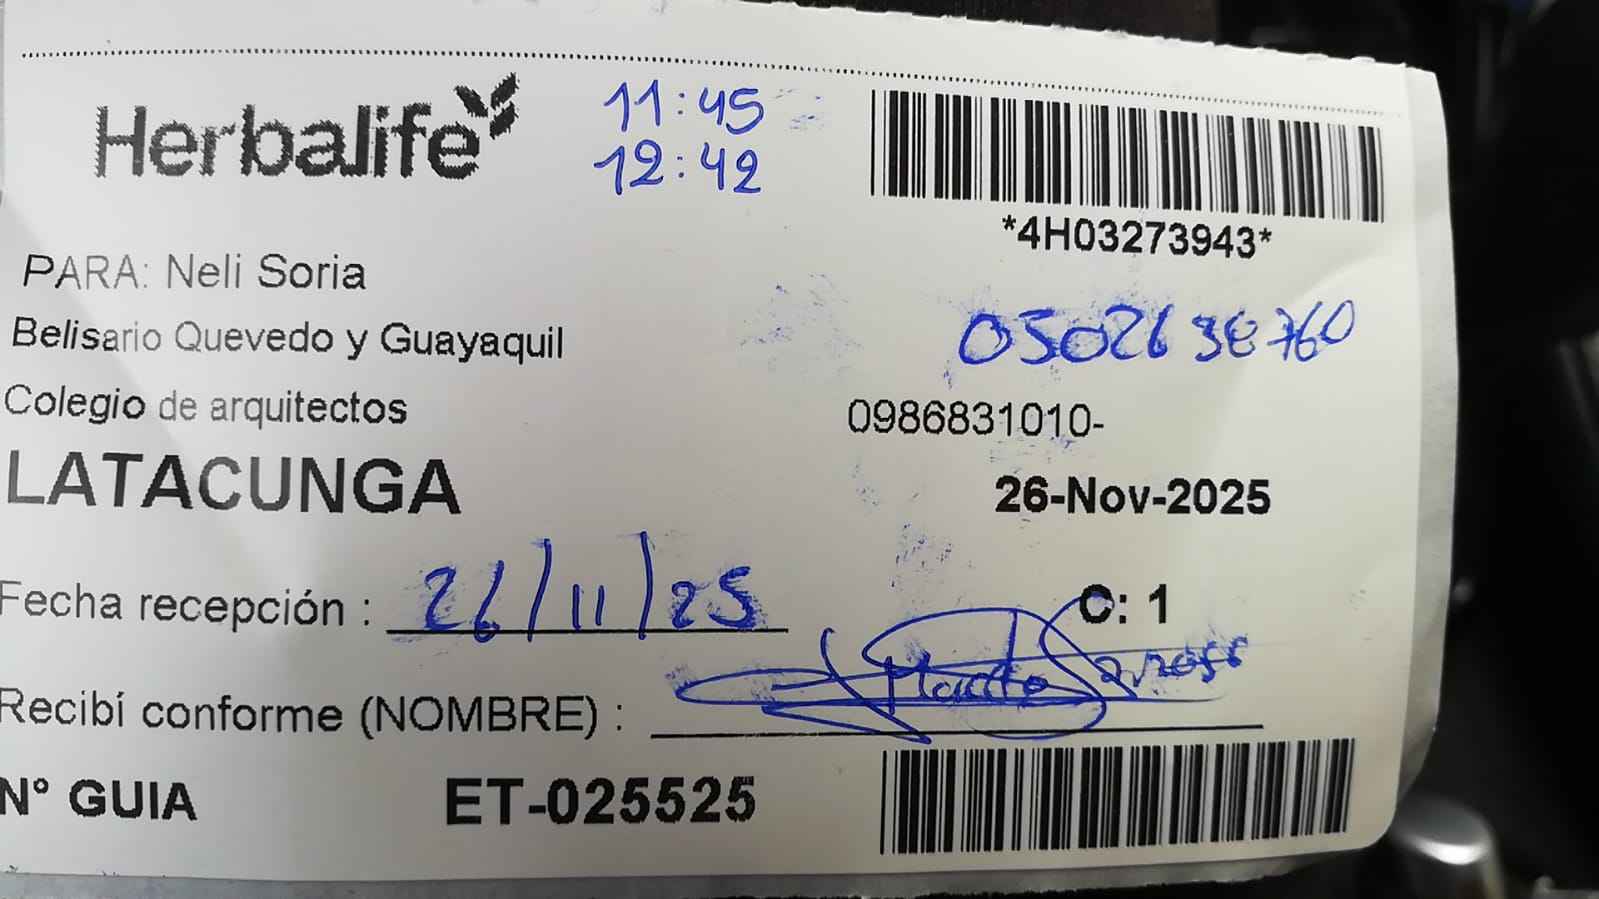 Herbalife
11:45
12:42
*4H03273943*
PARA: Neli Soria
Belisario Quevedo y Guayaquil
Colegio de arquitectos
0986831010-
LATACUNGA
26-Nov-2025
Fecha recepción : 26/11/25
C: 1
Recibí conforme (NOMBRE) :
N° GUIA ET-025525